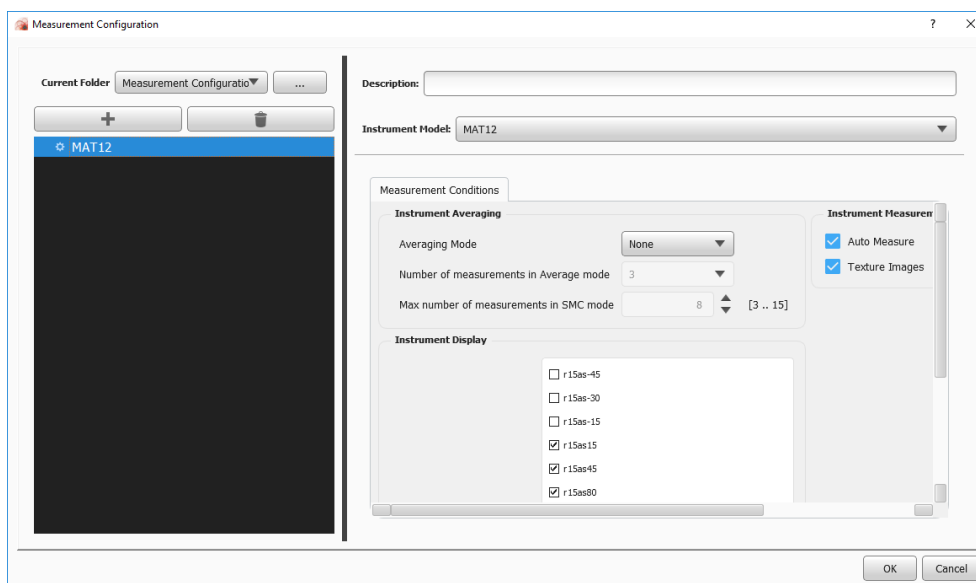 Measurement Configuration
?
Current Folder
Measurement Configuratio
...
MAT12
Description:
Instrument Model:
MAT12
Measurement Conditions
Instrument Averaging
Averaging Mode
None
Number of measurements in Average mode
3
Max number of measurements in SMC mode
8
[3 .. 15]
Instrument Display
r15as-45
r15as-30
r15as-15
r15as15
r15as45
r15as80
Instrument Measurem
Auto Measure
Texture Images
OK
Cancel